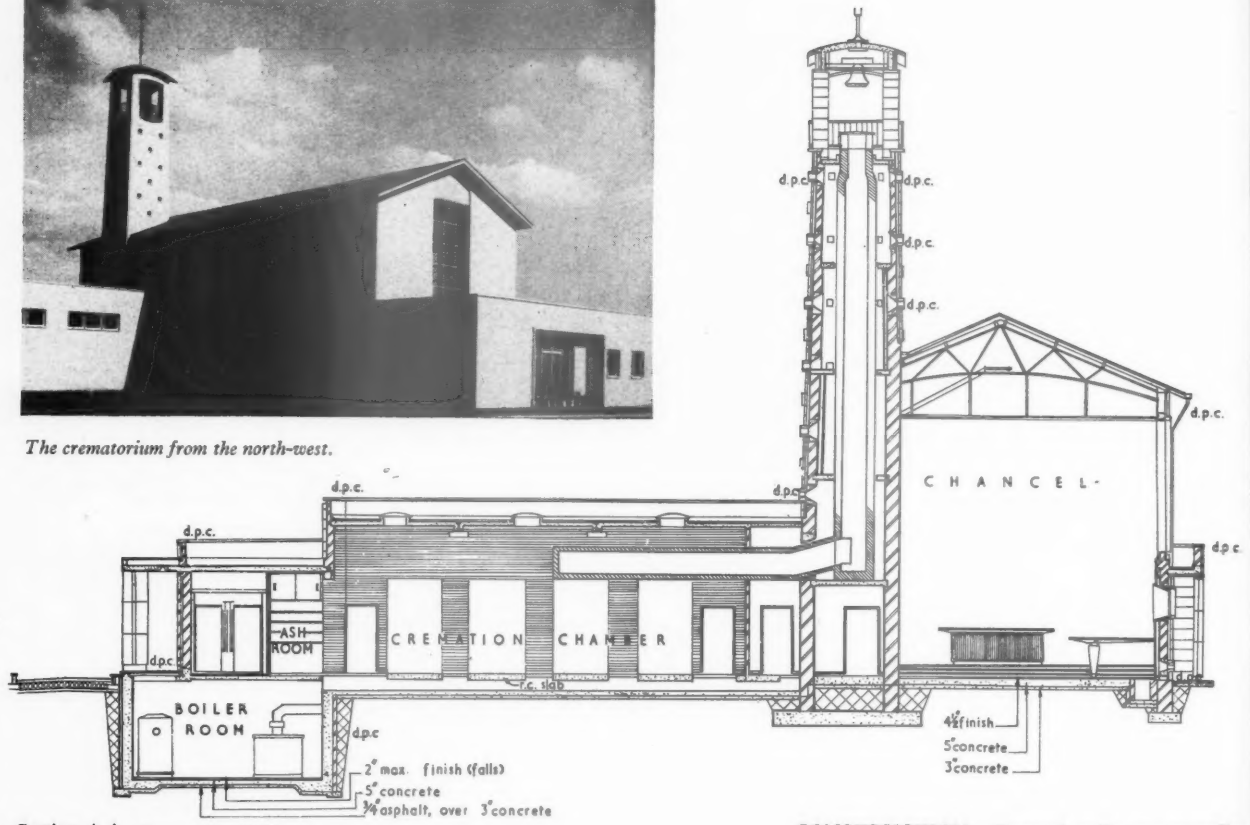 d.p.c.
d.p.c.
d.p.c.
d.p.c.
d.p.c.
The crematorium from the north-west.
CHANCEL-
d.p.c.
d.p.c.
d.p.c.
d.p.c.
ASH
ROOM
CREMATION CHAMBER
d.p.c
d.p.c
r.c. slab
BOILER
ROOM
d.p.c
4½" finish
5" concrete
3" concrete
2" max. finish (falls)
5" concrete
¾" asphalt, over 3" concrete